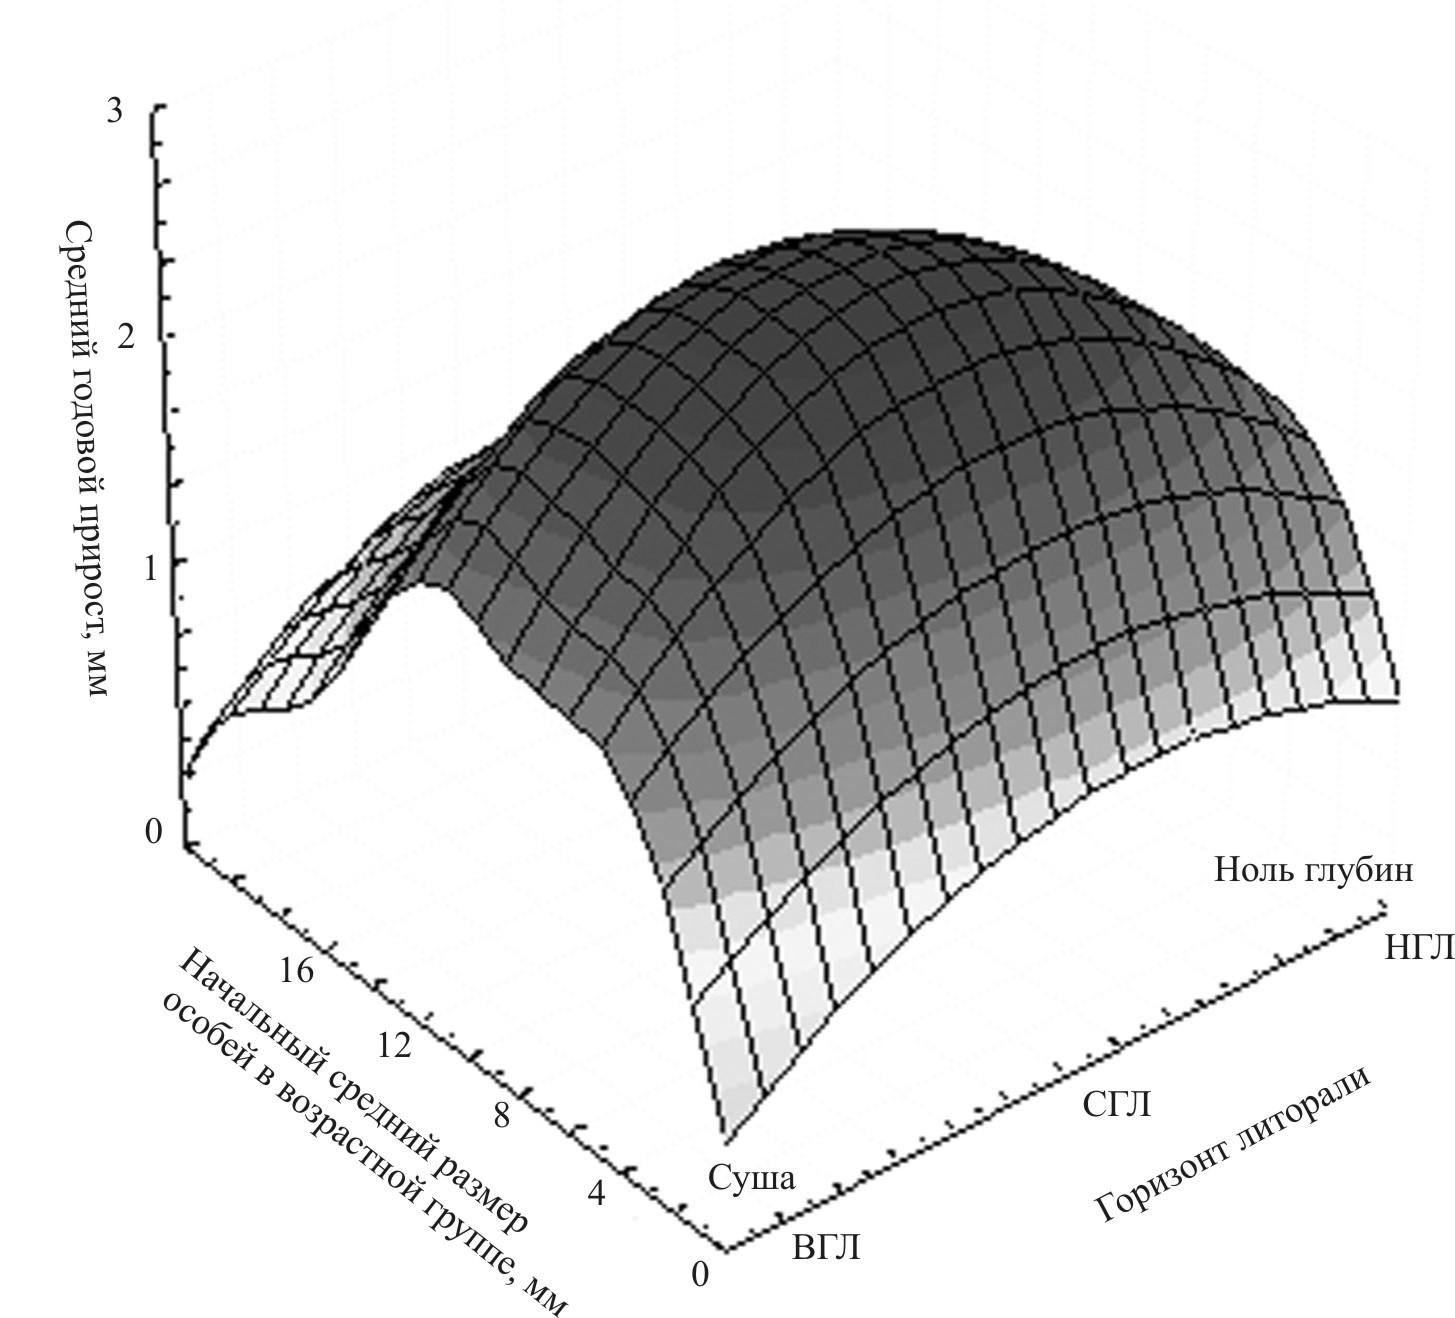 3
2
1
0
Средний годовой прирост, мм
16
12
8
4
0
Начальный средний размер
особей в возрастной группе, мм
Суша
ВГЛ
СГЛ
Ноль глубин
НГЛ
Горизонт литорали